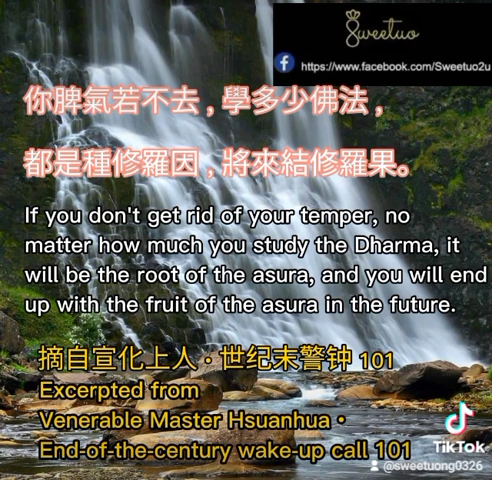 Sweetuo
https://www.facebook.com/Sweetuo2u
你脾氣若不去，學多少佛法，
都是種修羅因，將來結修羅果。
If you don't get rid of your temper, no
matter how much you study the Dharma, it
will be the root of the asura, and you will end
up with the fruit of the asura in the future.
摘自宣化上人·世纪末警钟 101
Excerpted from
Venerable Master Hsuanhua •
End-of-the-century wake-up call 101
TikTok
@sweetuong0326